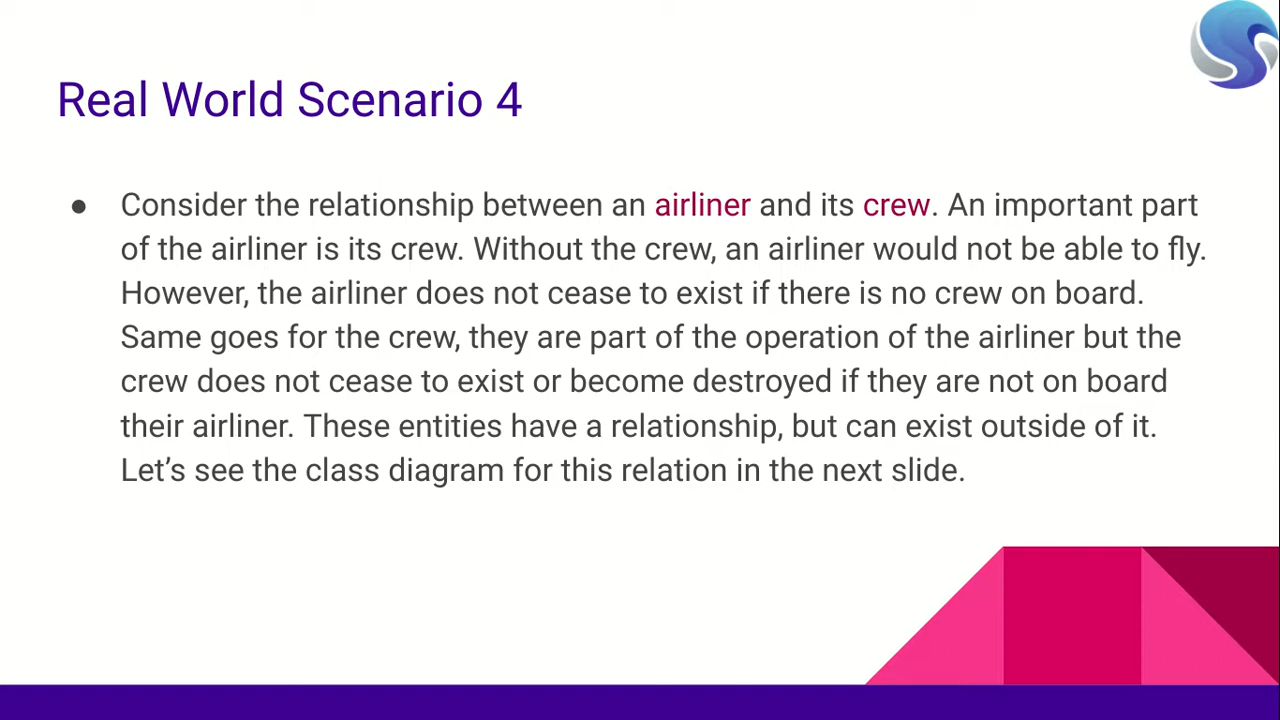 Real World Scenario 4
● Consider the relationship between an airliner and its crew. An important part
of the airliner is its crew. Without the crew, an airliner would not be able to fly.
However, the airliner does not cease to exist if there is no crew on board.
Same goes for the crew, they are part of the operation of the airliner but the
crew does not cease to exist or become destroyed if they are not on board
their airliner. These entities have a relationship, but can exist outside of it.
Let’s see the class diagram for this relation in the next slide.